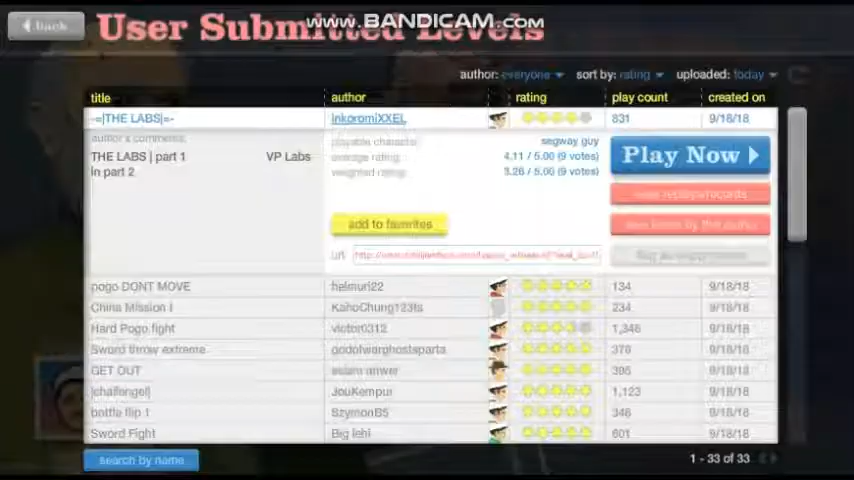 www.BANDICAM.com
back
User Submitted Levels
author: everyone sort by: rating uploaded: today
title author rating play count created on
-=|THE LABS|=- InkoromiXXEL 831 9/18/18
author's comments:
THE LABS | part 1 VP Labs
in part 2
playable character: segway guy
average rating: 4.11 / 5.00 (9 votes)
weighted rating: 3.26 / 5.00 (9 votes)
Play Now
view replays/records
add to favorites
url
pogo DONT MOVE helmuri22 134 9/18/18
China Mission I KahoChung123ts 234 9/18/18
Hard Pogo fight victor0312 1,346 9/18/18
Sword throw extreme godofwarghostsparta 378 9/18/18
GET OUT 395 9/18/18
|challenge| JouKempur 1,123 9/18/18
bottle flip 1 SzymonB5 346 9/18/18
Sword Fight Big lehi 601 9/18/18
search by name
1 - 33 of 33